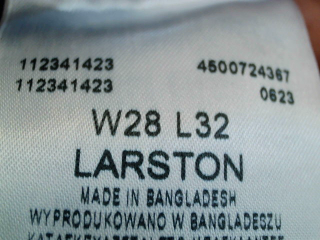 112341423 4500724367
112341423 0623
W28 L32
LARSTON
MADE IN BANGLADESH
WYPRODUKOWANO W BANGLADESZU